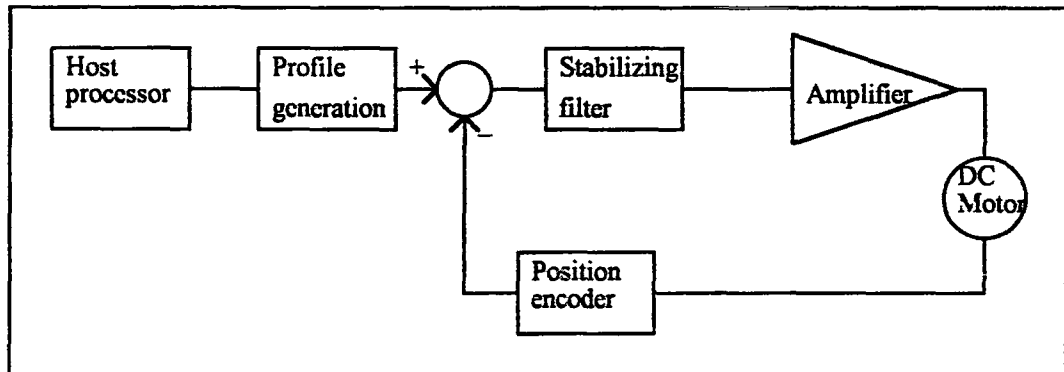 Host
processor
Profile
generation
+
−
Stabilizing
filter
Amplifier
DC
Motor
Position
encoder